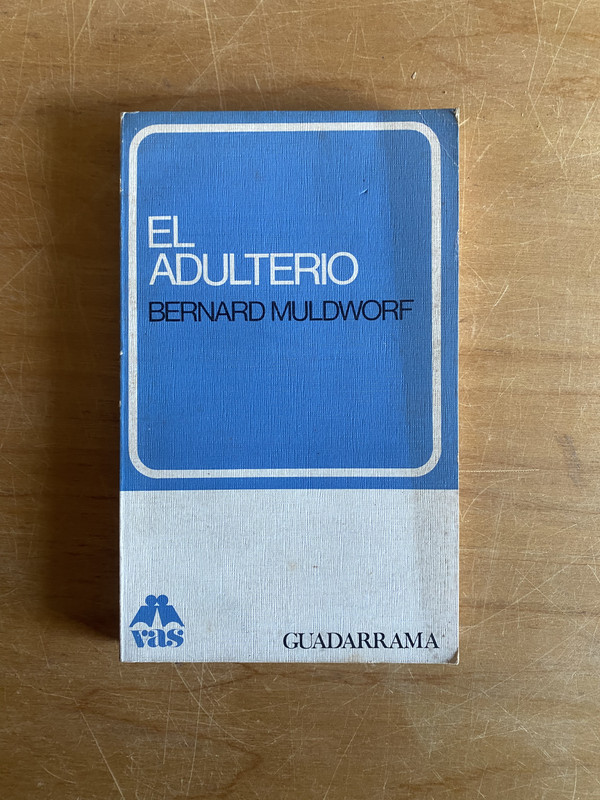 EL
ADULTERIO
BERNARD MULDWORF
vas
GUADARRAMA